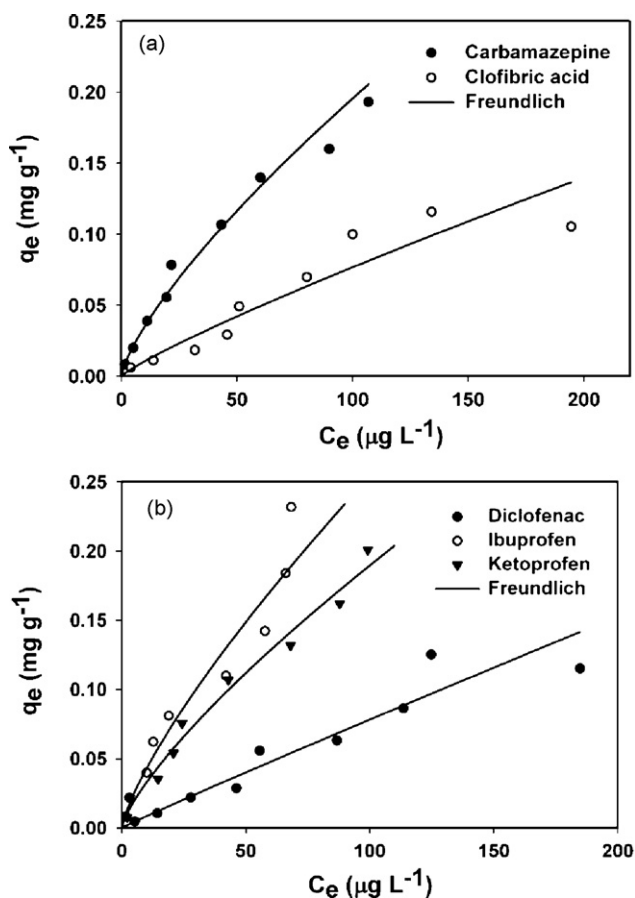 0.25
(a)
Carbamazepine
Clofibric acid
Freundlich
0.20
0.15
0.10
0.05
0.00
qe (mg g-1)
0 50 100 150 200
Ce (μg L-1)
0.25
(b)
Diclofenac
Ibuprofen
Ketoprofen
Freundlich
0.20
0.15
0.10
0.05
0.00
qe (mg g-1)
0 50 100 150 200
Ce (μg L-1)